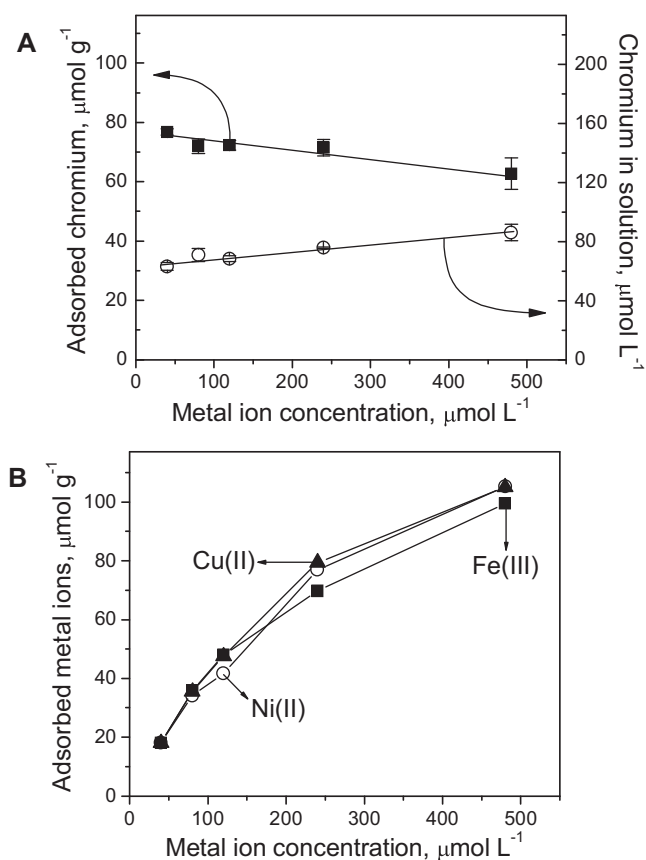 A
Adsorbed chromium, μmol g⁻¹
100
80
60
40
20
0
Chromium in solution, μmol L⁻¹
200
160
120
80
40
0
0 100 200 300 400 500
Metal ion concentration, μmol L⁻¹
B
Adsorbed metal ions, μmol g⁻¹
100
80
60
40
20
0
Cu(II)
Fe(III)
Ni(II)
0 100 200 300 400 500
Metal ion concentration, μmol L⁻¹